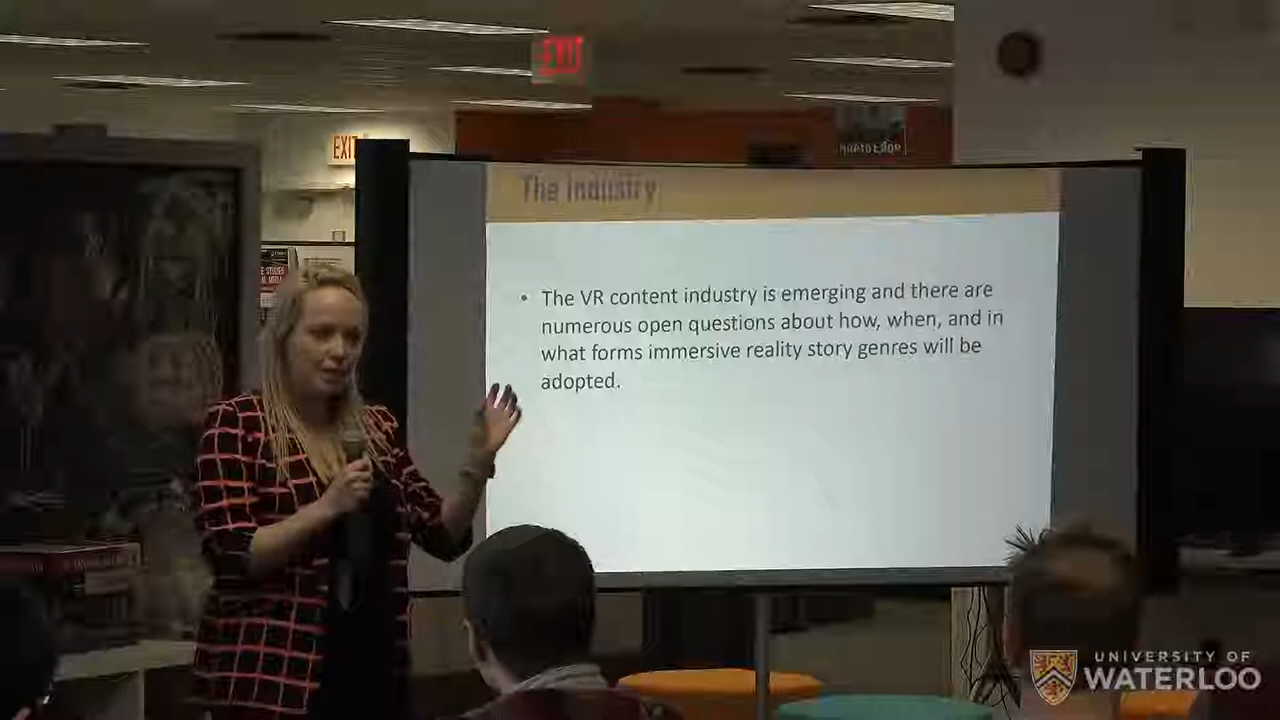 EXIT
EXIT
The Industry
• The VR content industry is emerging and there are
numerous open questions about how, when, and in
what forms immersive reality story genres will be
adopted.
UNIVERSITY OF
WATERLOO